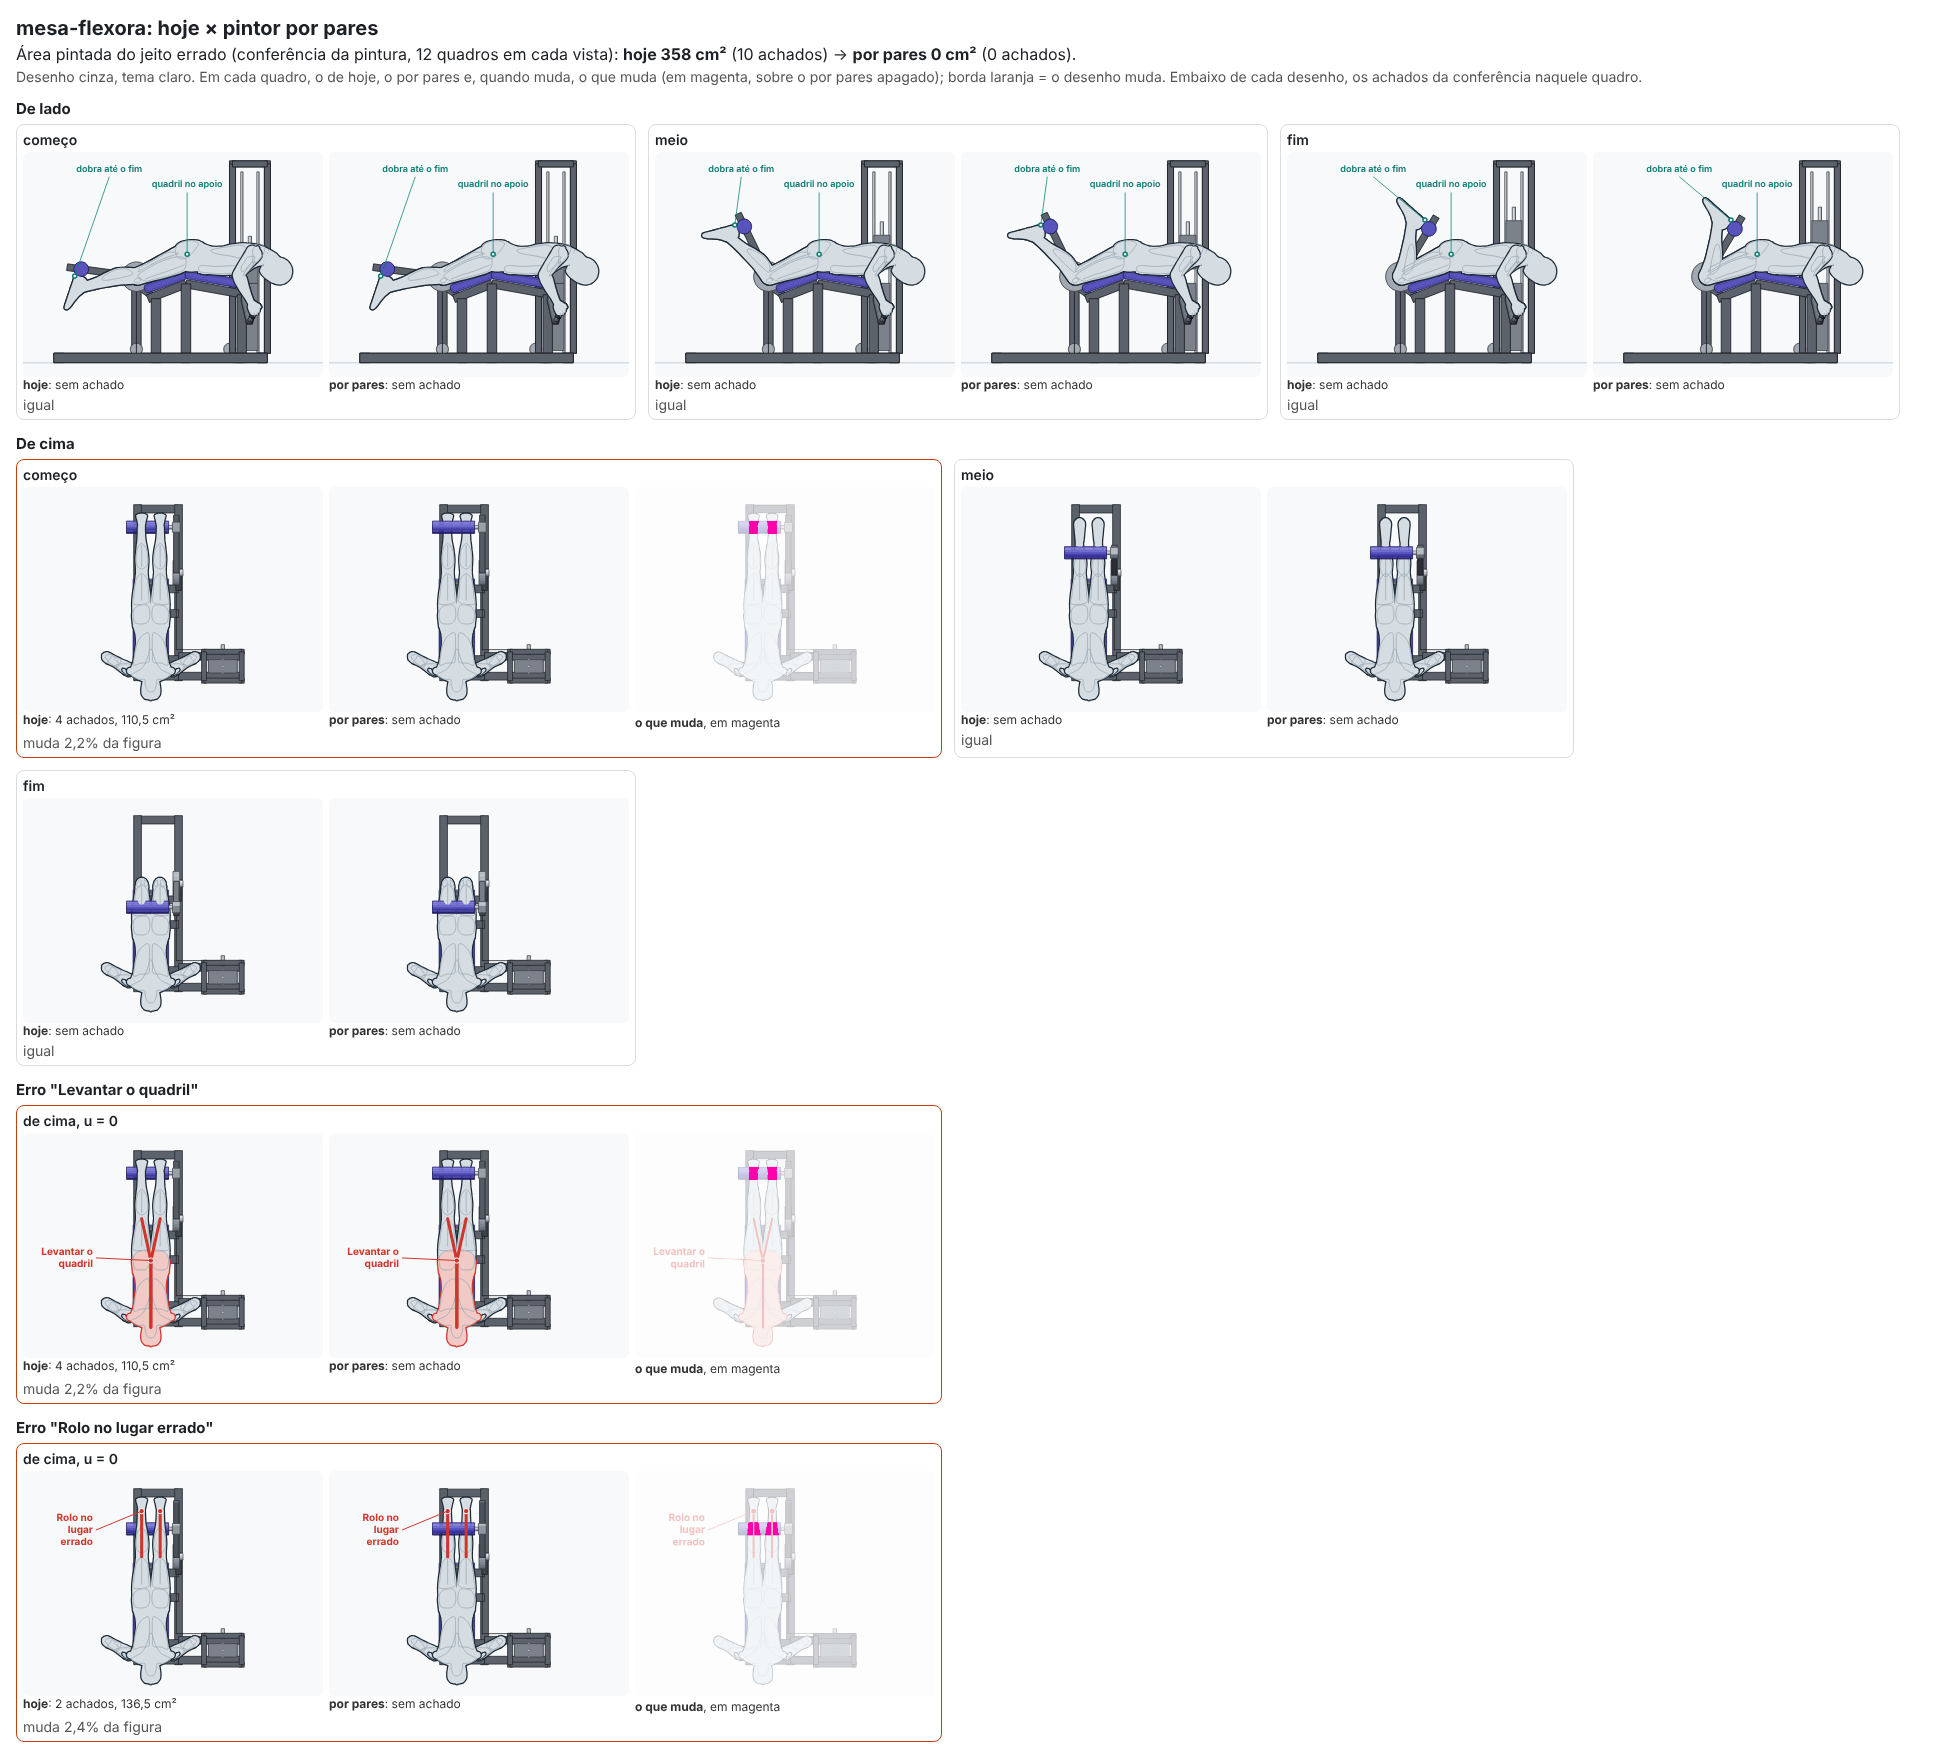 mesa-flexora: hoje × pintor por pares
Área pintada do jeito errado (conferência da pintura, 12 quadros em cada vista): hoje 358 cm² (10 achados) → por pares 0 cm² (0 achados).
Desenho cinza, tema claro. Em cada quadro, o de hoje, o por pares e, quando muda, o que muda (em magenta, sobre o por pares apagado); borda laranja = o desenho muda. Embaixo de cada desenho, os achados da conferência naquele quadro.
De lado
começo
dobra até o fim
quadril no apoio
dobra até o fim
quadril no apoio
hoje: sem achado
por pares: sem achado
igual
meio
dobra até o fim
quadril no apoio
dobra até o fim
quadril no apoio
hoje: sem achado
por pares: sem achado
igual
fim
dobra até o fim
quadril no apoio
dobra até o fim
quadril no apoio
hoje: sem achado
por pares: sem achado
igual
De cima
começo
hoje: 4 achados, 110,5 cm²
por pares: sem achado
o que muda, em magenta
muda 2,2% da figura
meio
hoje: sem achado
por pares: sem achado
igual
fim
hoje: sem achado
por pares: sem achado
igual
Erro "Levantar o quadril"
de cima, u = 0
Levantar o
quadril
Levantar o
quadril
Levantar o
quadril
hoje: 4 achados, 110,5 cm²
por pares: sem achado
o que muda, em magenta
muda 2,2% da figura
Erro "Rolo no lugar errado"
de cima, u = 0
Rolo no
lugar
errado
Rolo no
lugar
errado
Rolo no
lugar
errado
hoje: 2 achados, 136,5 cm²
por pares: sem achado
o que muda, em magenta
muda 2,4% da figura